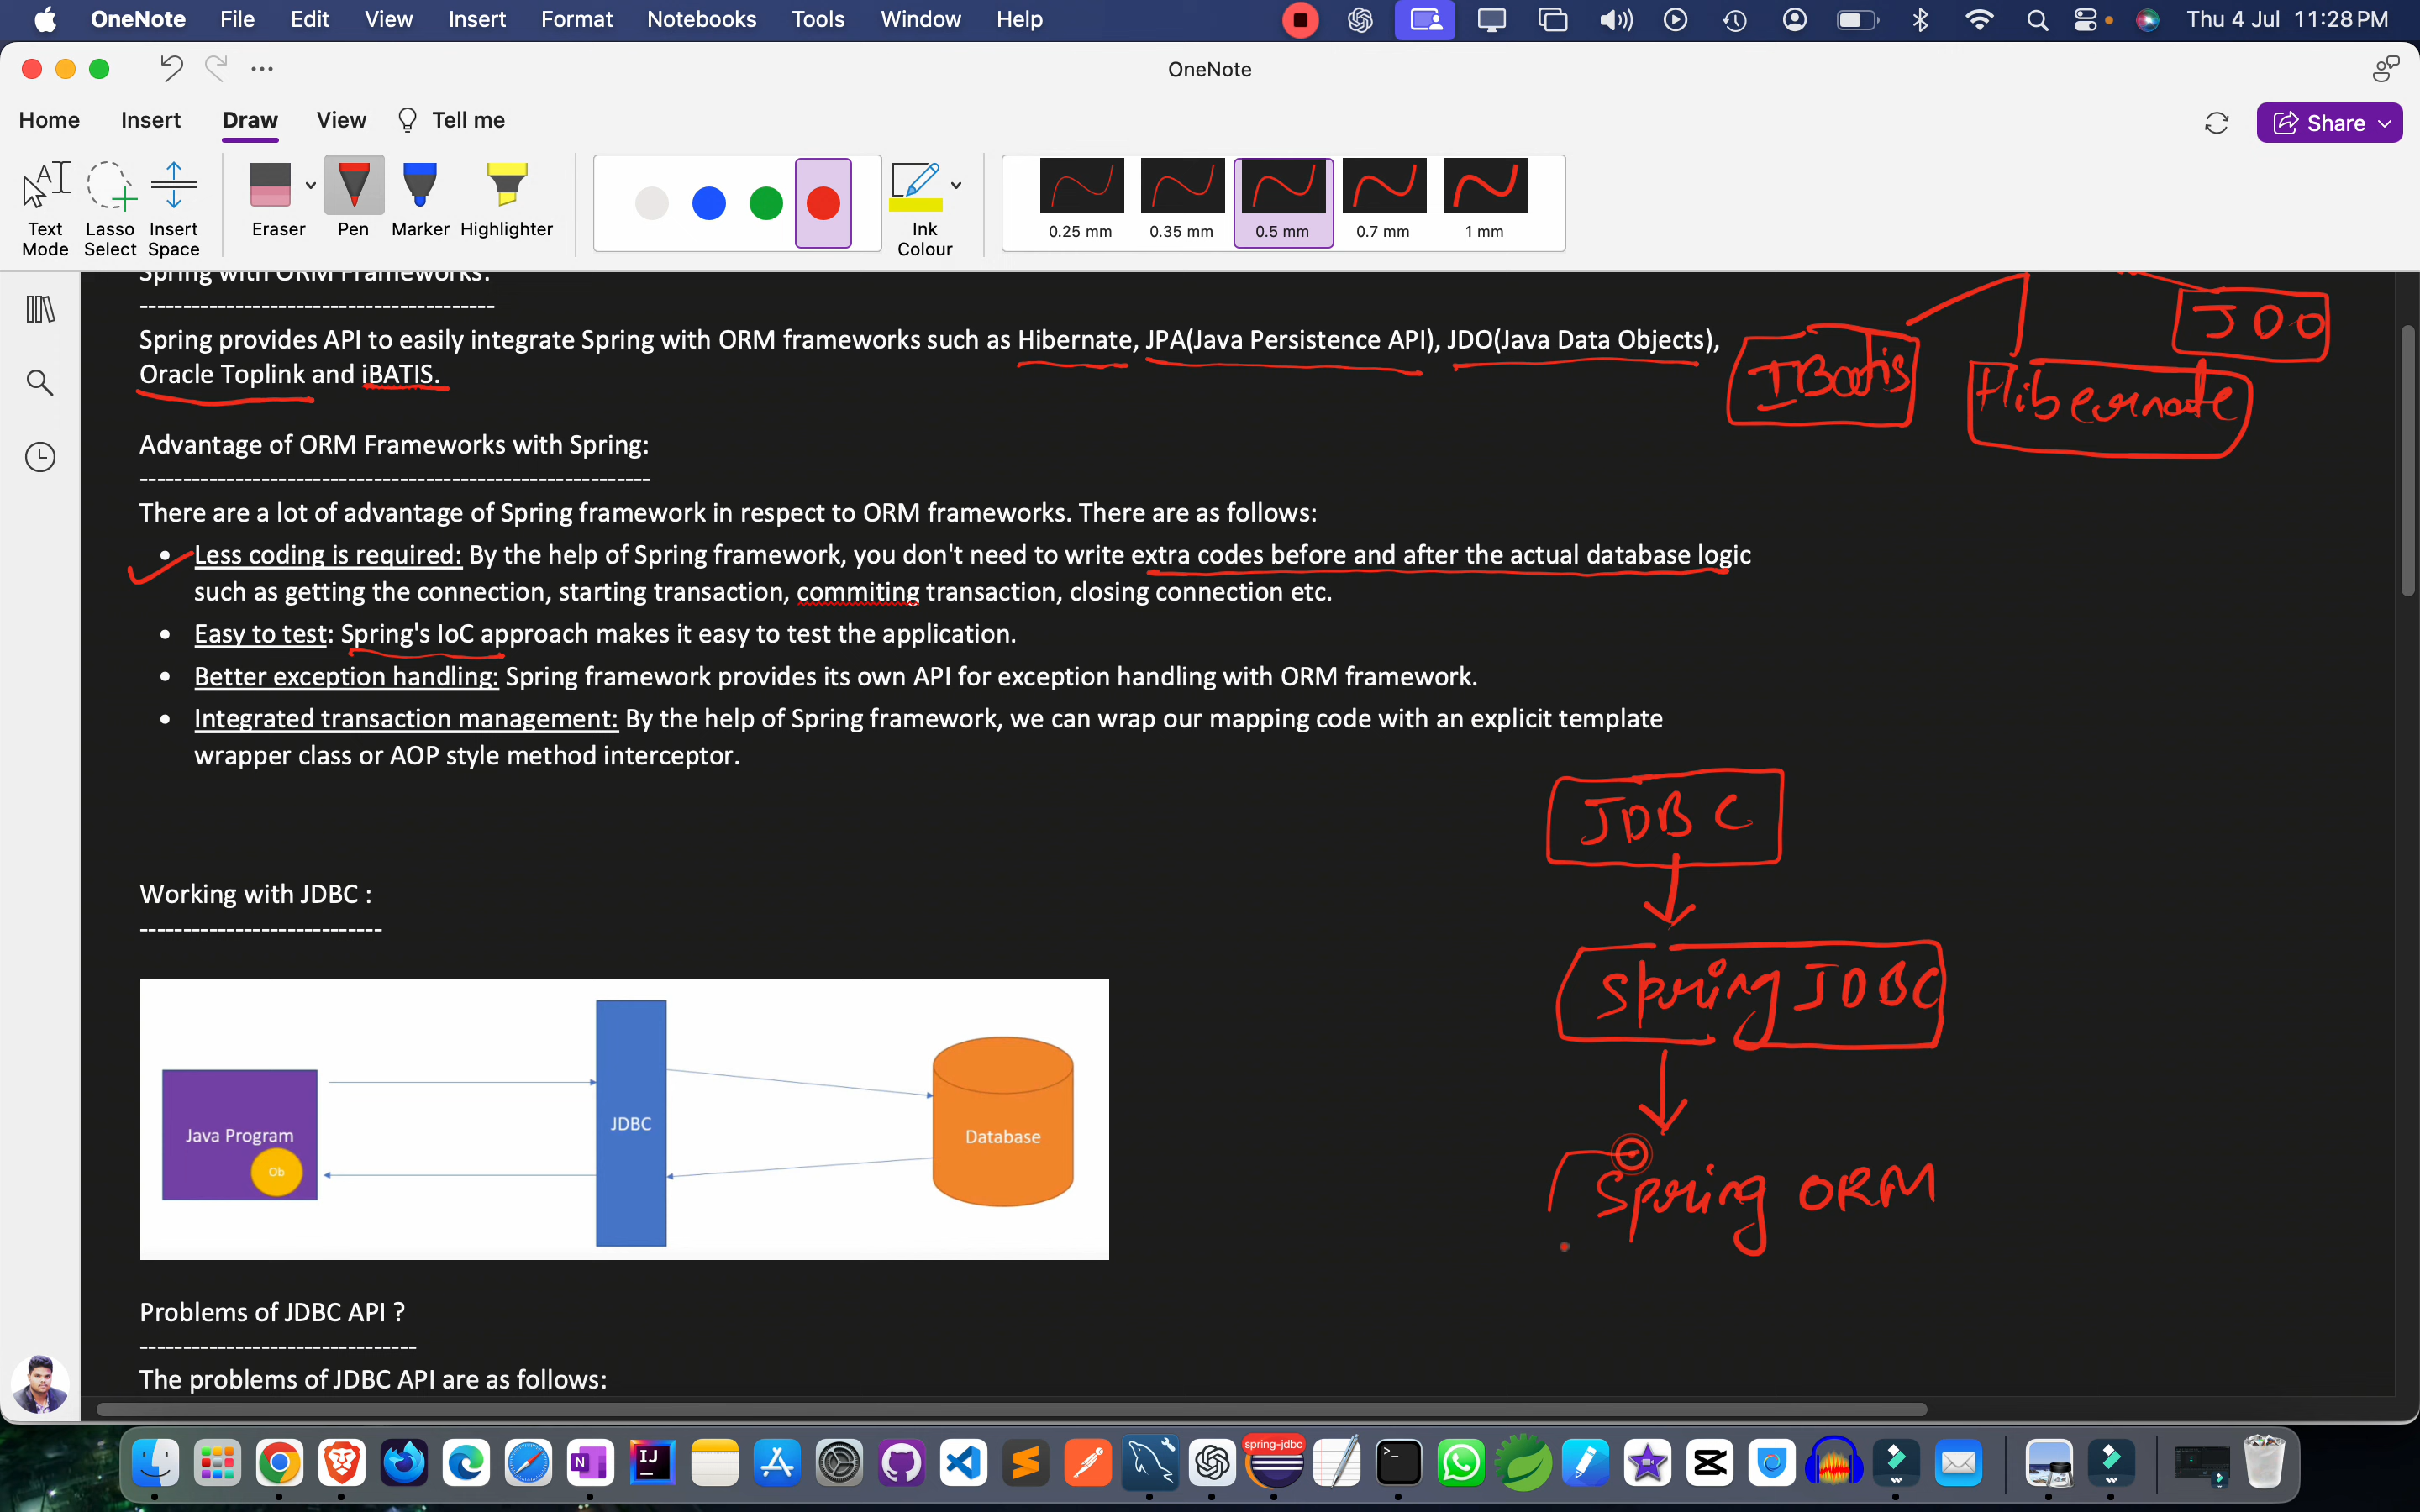 OneNote File Edit View Insert Format Notebooks Tools Window Help Thu 4 Jul 11:28 PM
OneNote
Home Insert Draw View Tell me Share
Text Mode
Lasso Select
Insert Space
Eraser
Pen
Marker
Highlighter
Ink Colour
0.25 mm 0.35 mm 0.5 mm 0.7 mm 1 mm
Spring with ORM Frameworks:
----------------------------------------
Spring provides API to easily integrate Spring with ORM frameworks such as Hibernate, JPA(Java Persistence API), JDO(Java Data Objects),
Oracle Toplink and iBATIS.
JDO
IBatis
Hibernate
Advantage of ORM Frameworks with Spring:
----------------------------------------------------------
There are a lot of advantage of Spring framework in respect to ORM frameworks. There are as follows:
• Less coding is required: By the help of Spring framework, you don't need to write extra codes before and after the actual database logic
such as getting the connection, starting transaction, commiting transaction, closing connection etc.
• Easy to test: Spring's IoC approach makes it easy to test the application.
• Better exception handling: Spring framework provides its own API for exception handling with ORM framework.
• Integrated transaction management: By the help of Spring framework, we can wrap our mapping code with an explicit template
wrapper class or AOP style method interceptor.
JDBC
Spring JDBC
Spring ORM
Working with JDBC :
----------------------------
Java Program
Ob
JDBC
Database
Problems of JDBC API ?
--------------------------------
The problems of JDBC API are as follows:
spring-jdbc